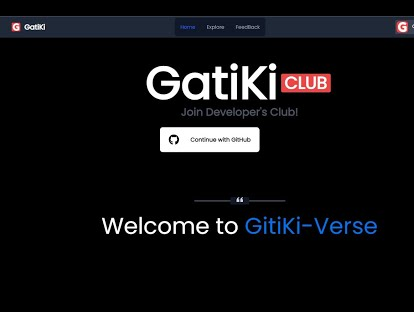 G GatiKi
Home Explore FeedBack
G
GatiKi CLUB
Join Developer's Club!
Continue with GitHub
❝
Welcome to GitiKi-Verse